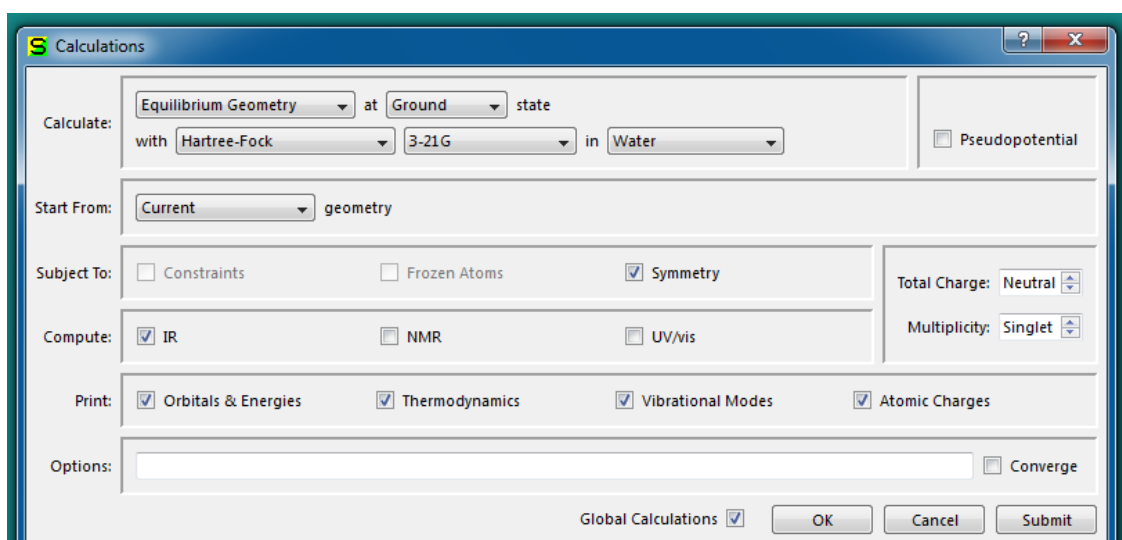 S Calculations ? X
Calculate: Equilibrium Geometry at Ground state
with Hartree-Fock 3-21G in Water Pseudopotential
Start From: Current geometry
Subject To: Constraints Frozen Atoms Symmetry
Total Charge: Neutral
Compute: IR NMR UV/vis
Multiplicity: Singlet
Print: Orbitals & Energies Thermodynamics Vibrational Modes Atomic Charges
Options: Converge
Global Calculations OK Cancel Submit